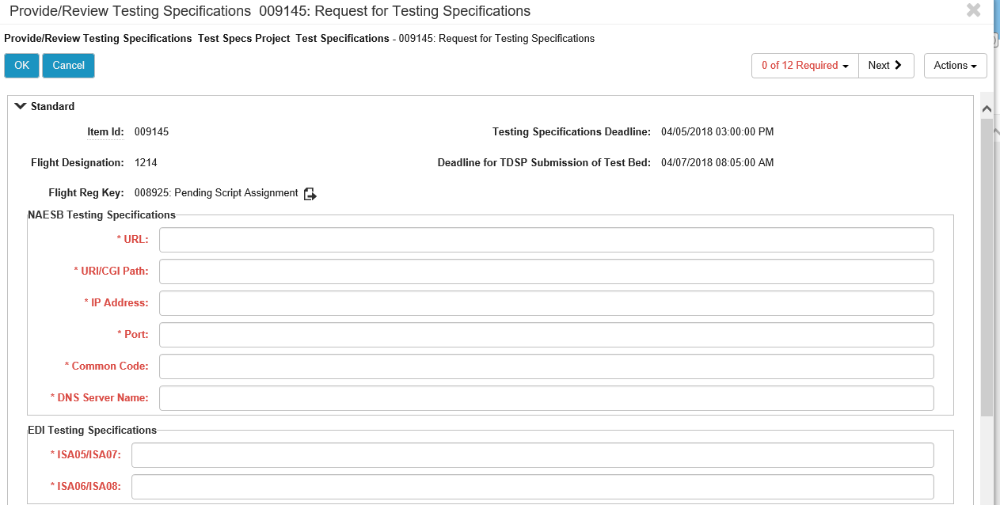 Provide/Review Testing Specifications 009145: Request for Testing Specifications
Provide/Review Testing Specifications Test Specs Project Test Specifications - 009145: Request for Testing Specifications
OK Cancel 0 of 12 Required Next Actions
Standard
Item Id: 009145 Testing Specifications Deadline: 04/05/2018 03:00:00 PM
Flight Designation: 1214 Deadline for TDSP Submission of Test Bed: 04/07/2018 08:05:00 AM
Flight Reg Key: 008925: Pending Script Assignment
NAESB Testing Specifications
* URL:
* URI/CGI Path:
* IP Address:
* Port:
* Common Code:
* DNS Server Name:
EDI Testing Specifications
* ISA05/ISA07:
* ISA06/ISA08: